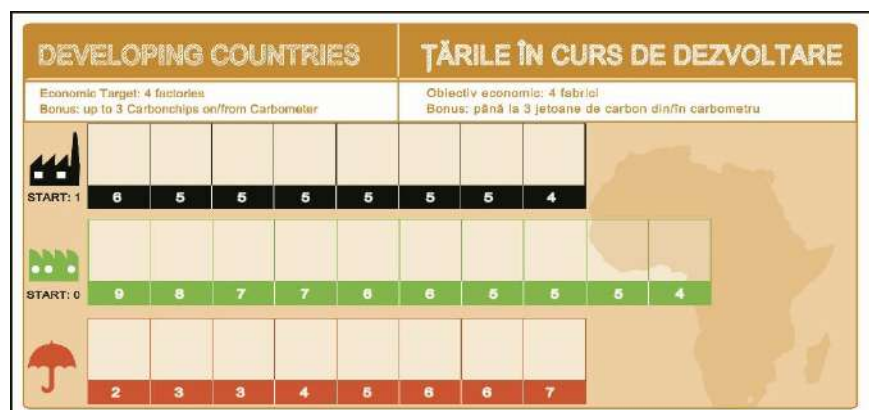 DEVELOPING COUNTRIES
ȚĂRILE ÎN CURS DE DEZVOLTARE
Economic Target: 4 factories
Bonus: up to 3 Carbonchips on/from Carbometer
Obiectiv economic: 4 fabrici
Bonus: până la 3 jetoane de carbon din/în carbometru
START: 1
6 5 5 5 5 5 5 4
START: 0
9 8 7 7 6 6 5 5 5 4
2 3 3 4 5 6 6 7